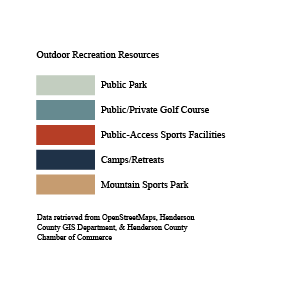 Outdoor Recreation Resources
Public Park
Public/Private Golf Course
Public-Access Sports Facilities
Camps/Retreats
Mountain Sports Park
Data retrieved from OpenStreetMaps, Henderson
County GIS Department, & Henderson County
Chamber of Commerce